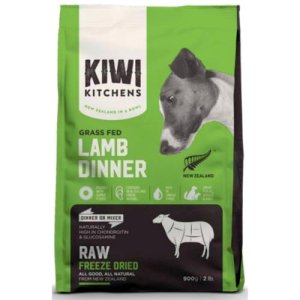 KIWI
KITCHENS
NEW ZEALAND IN A BOWL
GRASS FED
LAMB
DINNER
NEW ZEALAND
DINNER OR MIXER
NATURALLY
HIGH IN CHONDROITIN
& GLUCOSAMINE
RAW
FREEZE DRIED
ALL GOOD, ALL NATURAL
FROM NEW ZEALAND
900g | 2 lb.